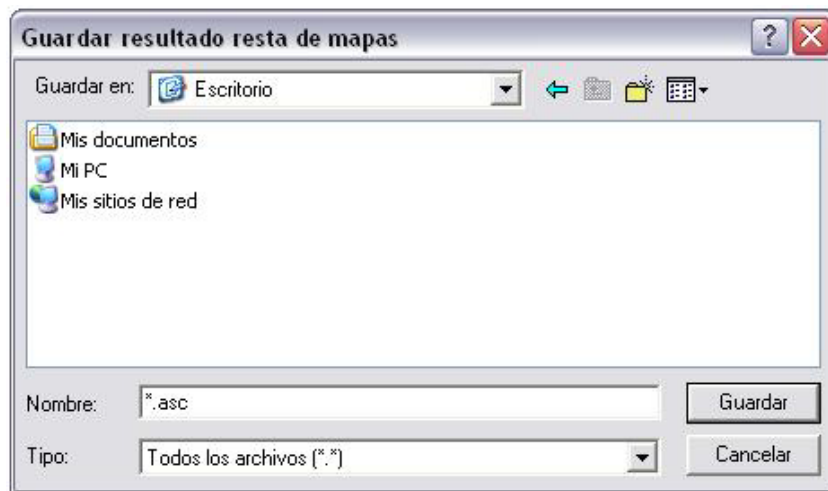 Guardar resultado resta de mapas
Guardar en: Escritorio
Mis documentos
Mi PC
Mis sitios de red
Nombre: *.asc Guardar
Tipo: Todos los archivos (*.*) Cancelar